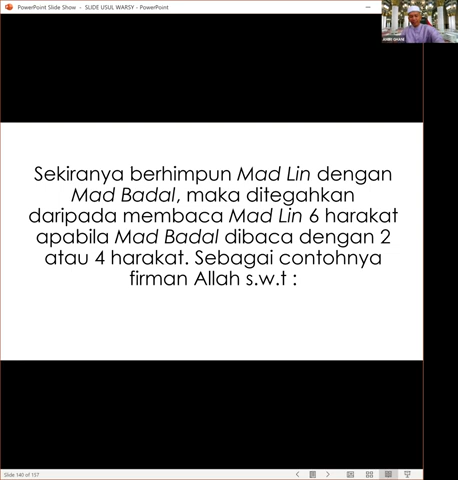 PowerPoint Slide Show - SLIDE USUL WARSY - PowerPoint
Sekiranya berhimpun Mad Lin dengan
Mad Badal, maka ditegahkan
daripada membaca Mad Lin 6 harakat
apabila Mad Badal dibaca dengan 2
atau 4 harakat. Sebagai contohnya
firman Allah s.w.t :
Slide 140 of 157